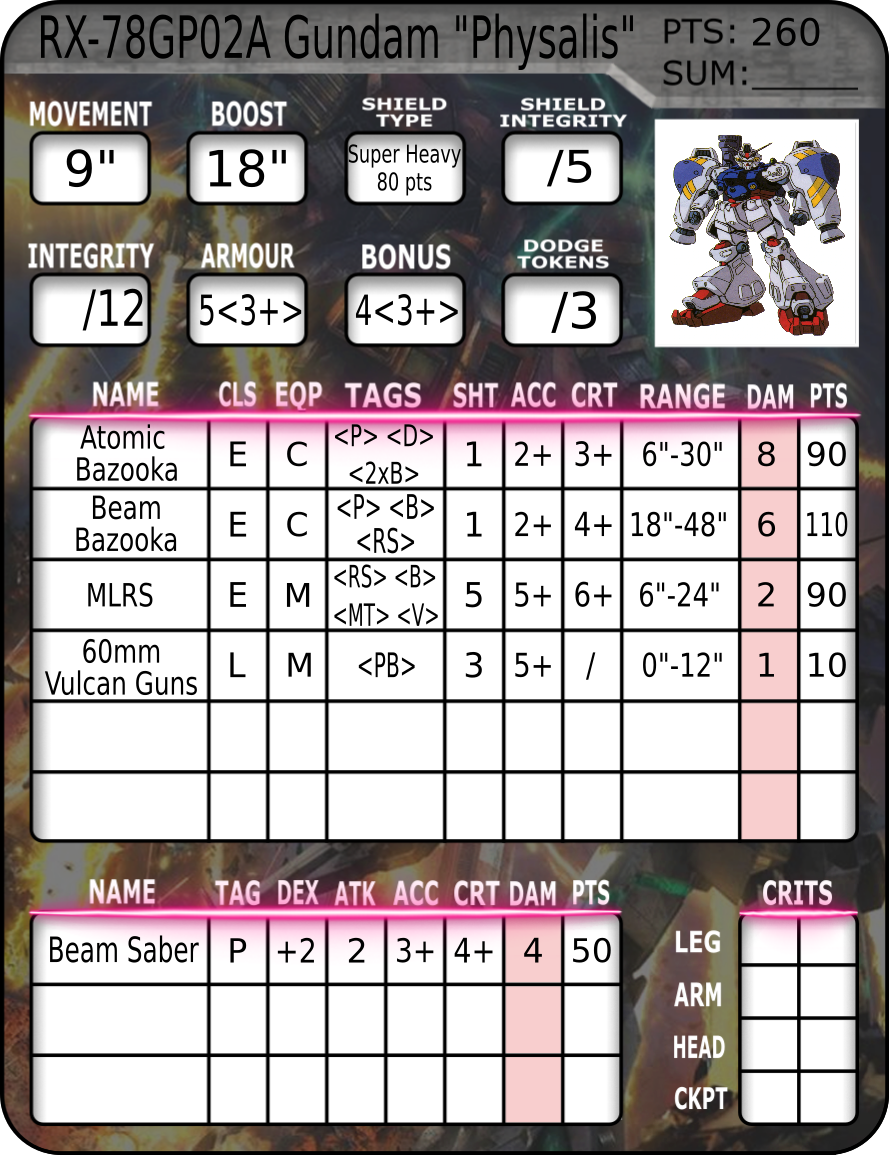 RX-78GP02A Gundam "Physalis"
PTS: 260
SUM:______
MOVEMENT BOOST SHIELD TYPE SHIELD INTEGRITY
9" 18" Super Heavy 80 pts /5
INTEGRITY ARMOUR BONUS DODGE TOKENS
/12 5<3+> 4<3+> /3
NAME CLS EQP TAGS SHT ACC CRT RANGE DAM PTS
Atomic Bazooka E C <P> <D> <2xB> 1 2+ 3+ 6"-30" 8 90
Beam Bazooka E C <P> <B> <RS> 1 2+ 4+ 18"-48" 6 110
MLRS E M <RS> <B> <MT> <V> 5 5+ 6+ 6"-24" 2 90
60mm Vulcan Guns L M <PB> 3 5+ / 0"-12" 1 10
NAME TAG DEX ATK ACC CRT DAM PTS
Beam Saber P +2 2 3+ 4+ 4 50
CRITS
LEG
ARM
HEAD
CKPT